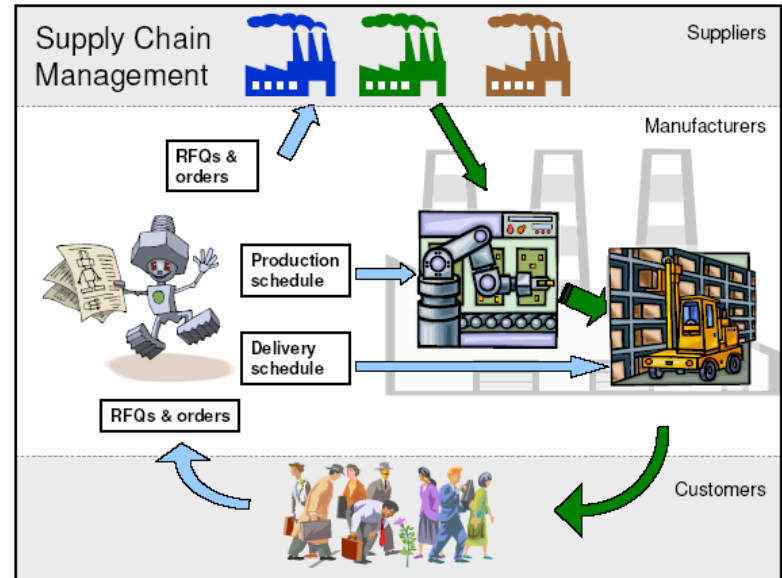 Supply Chain
Management
Suppliers
Manufacturers
RFQs &
orders
Production
schedule
Delivery
schedule
RFQs & orders
Customers